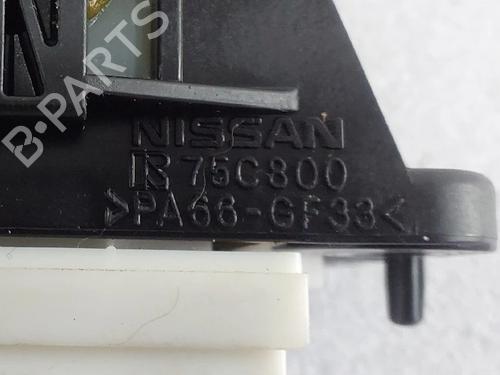 B-PARTS
NISSAN
R 75C800
>PA66-GF33<